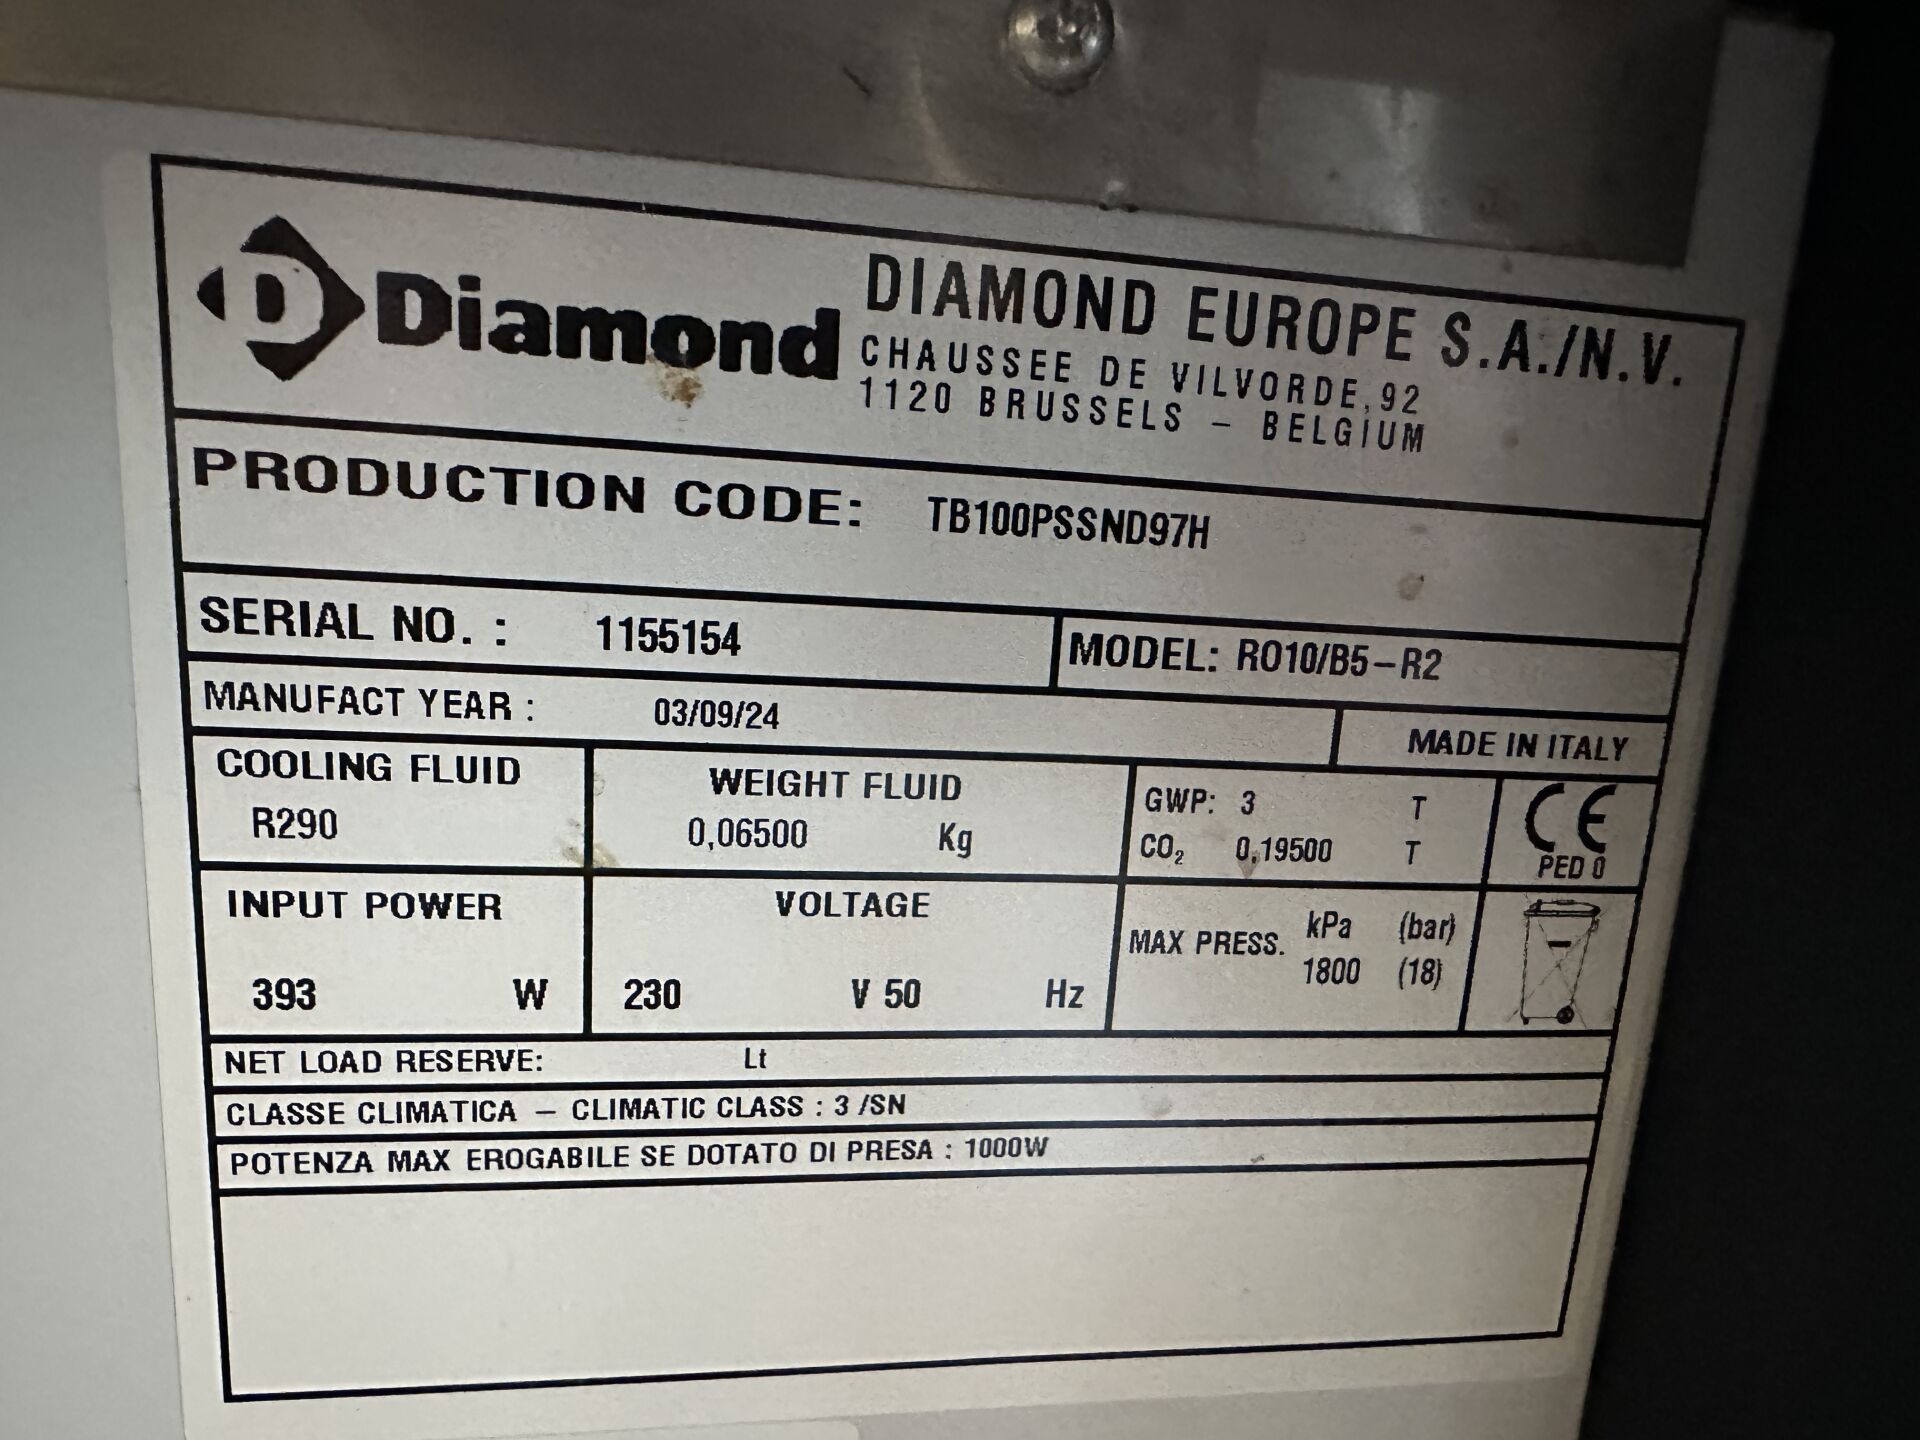 Diamond
DIAMOND EUROPE S.A./N.V.
CHAUSSEE DE VILVORDE, 92
1120 BRUSSELS – BELGIUM
PRODUCTION CODE: TB100PSSND97H
SERIAL NO. : 1155154
MODEL: RO10/B5–R2
MANUFACT YEAR : 03/09/24
MADE IN ITALY
COOLING FLUID
R290
WEIGHT FLUID
0,06500 Kg
GWP: 3 T
CO₂ 0,19500 T
CE
PED 0
INPUT POWER
393 W
VOLTAGE
230 V 50 Hz
MAX PRESS. kPa (bar)
1800 (18)
NET LOAD RESERVE: Lt
CLASSE CLIMATICA – CLIMATIC CLASS : 3 /SN
POTENZA MAX EROGABILE SE DOTATO DI PRESA : 1000W